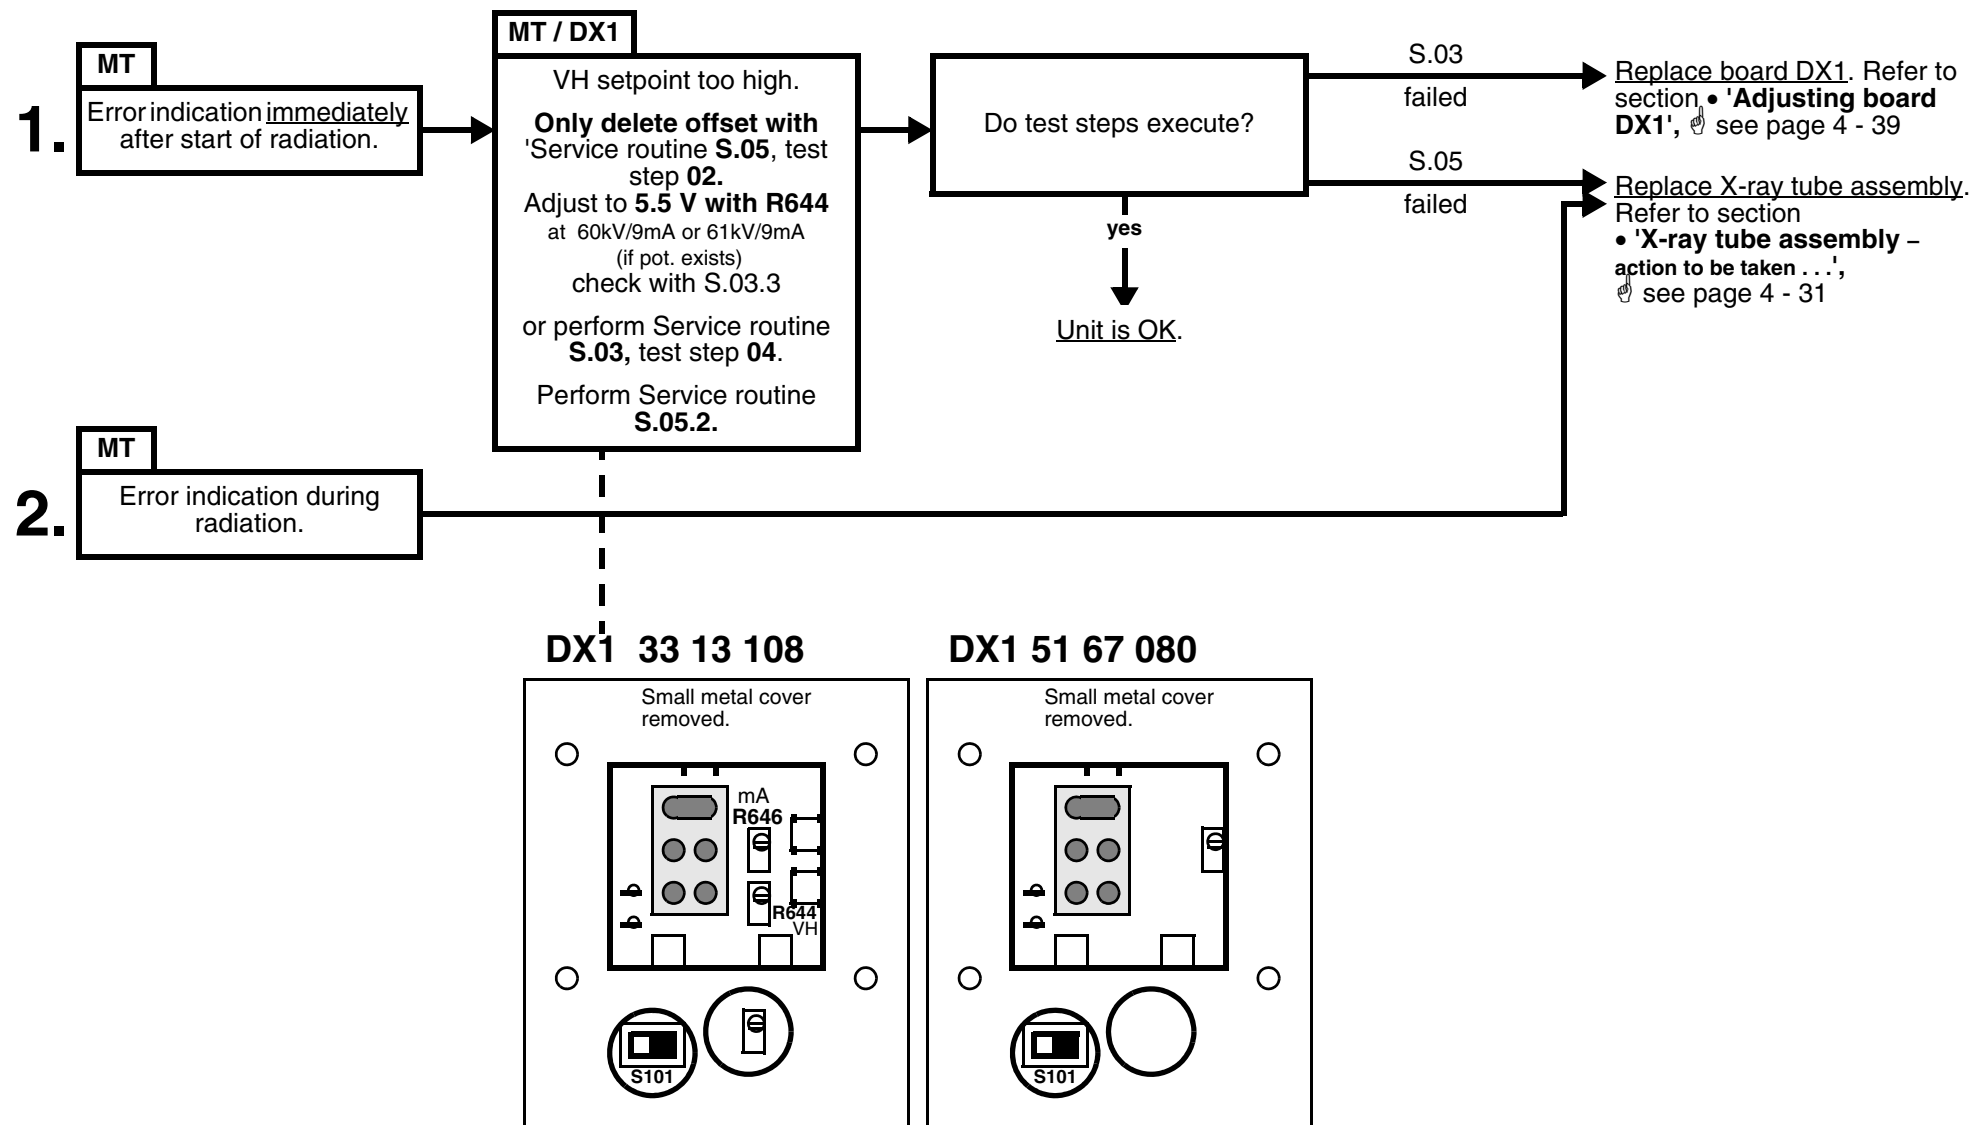 1.
MT
Error indication immediately
after start of radiation.
MT / DX1
VH setpoint too high.
Only delete offset with
'Service routine S.05, test
step 02.
Adjust to 5.5 V with R644
at 60kV/9mA or 61kV/9mA
(if pot. exists)
check with S.03.3
or perform Service routine
S.03, test step 04.
Perform Service routine
S.05.2.
Do test steps execute?
yes
Unit is OK.
S.03
failed
Replace board DX1. Refer to
section • 'Adjusting board
DX1', ☝ see page 4 - 39
S.05
failed
Replace X-ray tube assembly.
Refer to section
• 'X-ray tube assembly –
action to be taken . . .',
☝ see page 4 - 31
2.
MT
Error indication during
radiation.
DX1 33 13 108
Small metal cover
removed.
mA
R646
R644
VH
S101
DX1 51 67 080
Small metal cover
removed.
S101